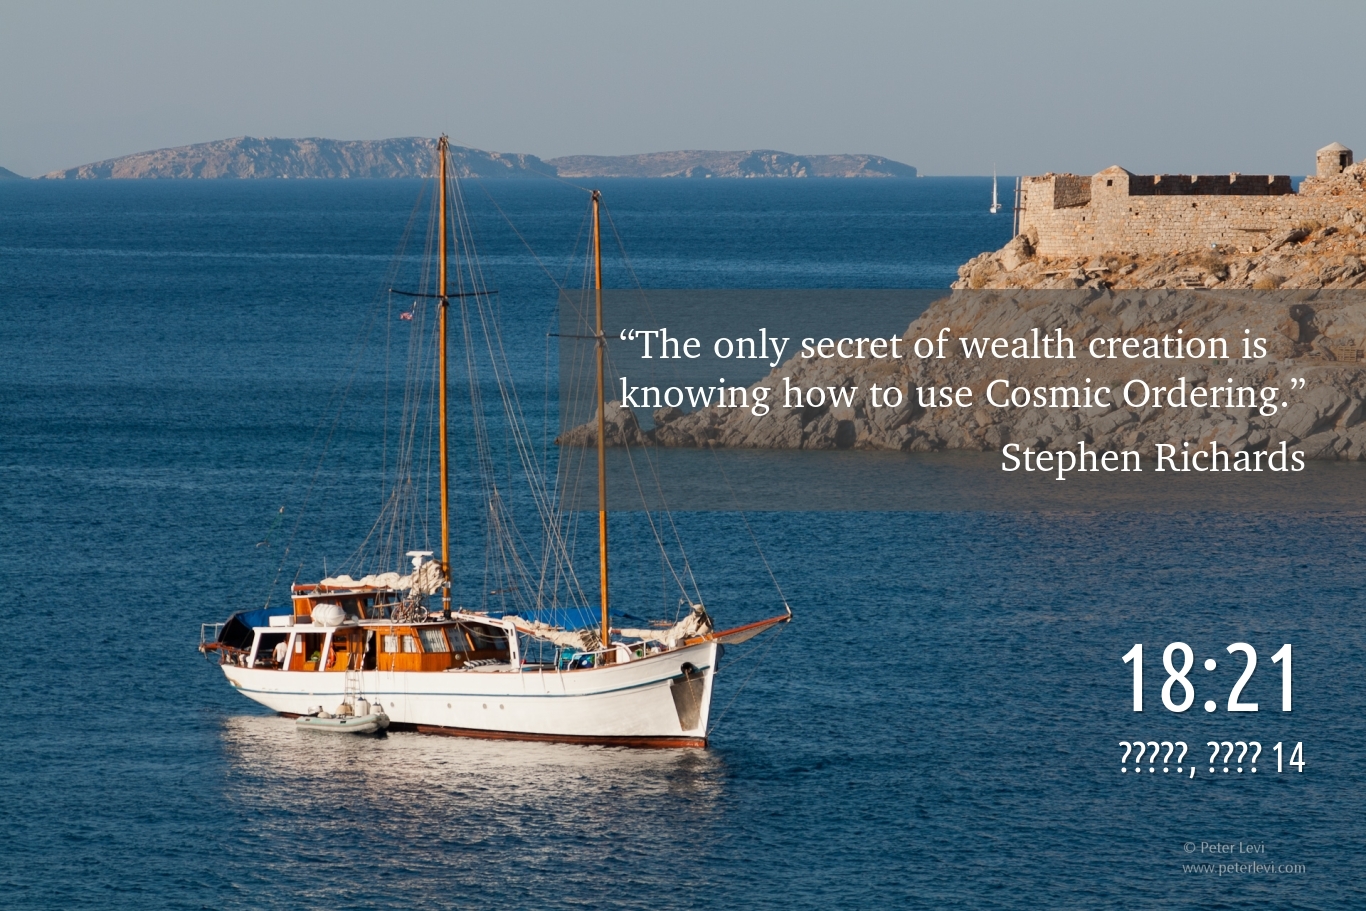 “The only secret of wealth creation is
knowing how to use Cosmic Ordering.”
Stephen Richards
18:21
?????, ???? 14
© Peter Levi
www.peterlevi.com